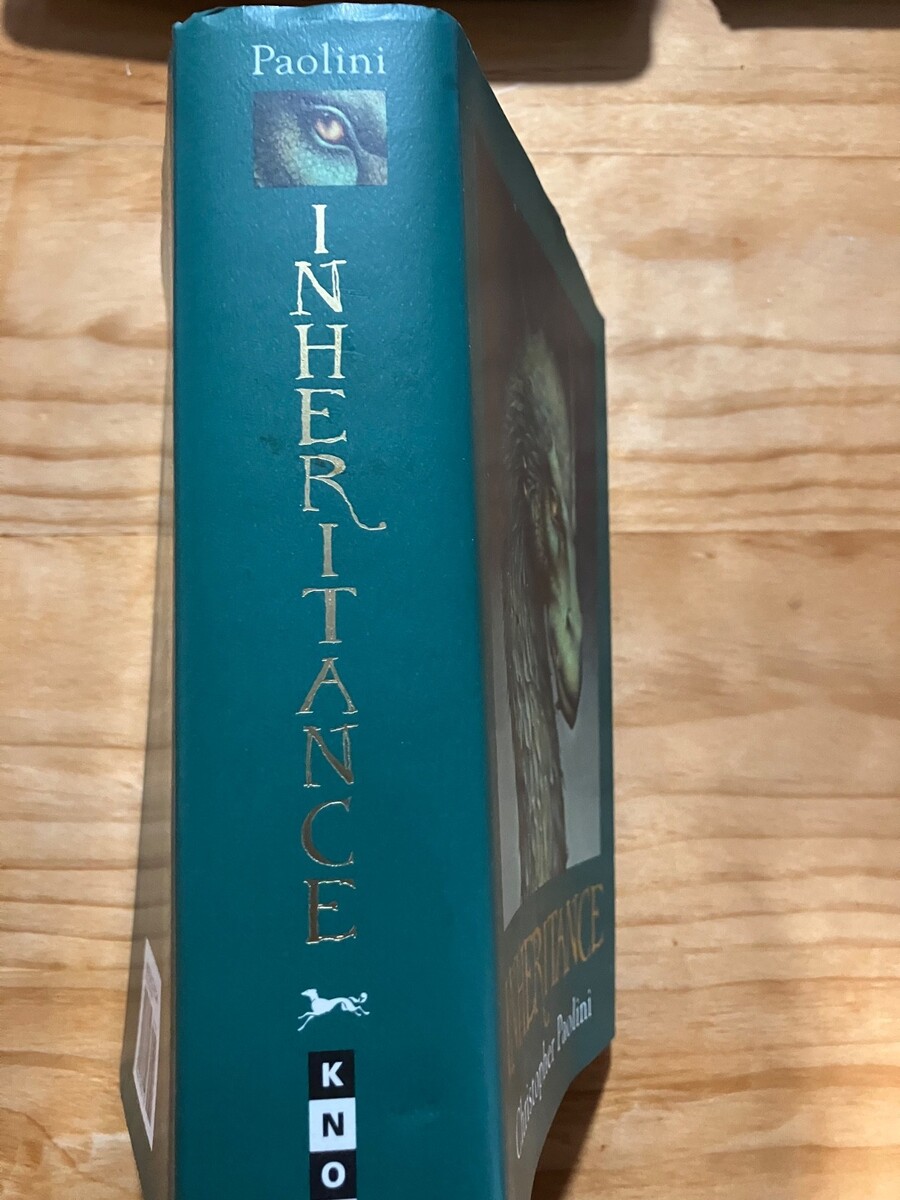 Paolini
INHERITANCE
KNO
INHERITANCE
Christopher Paolini